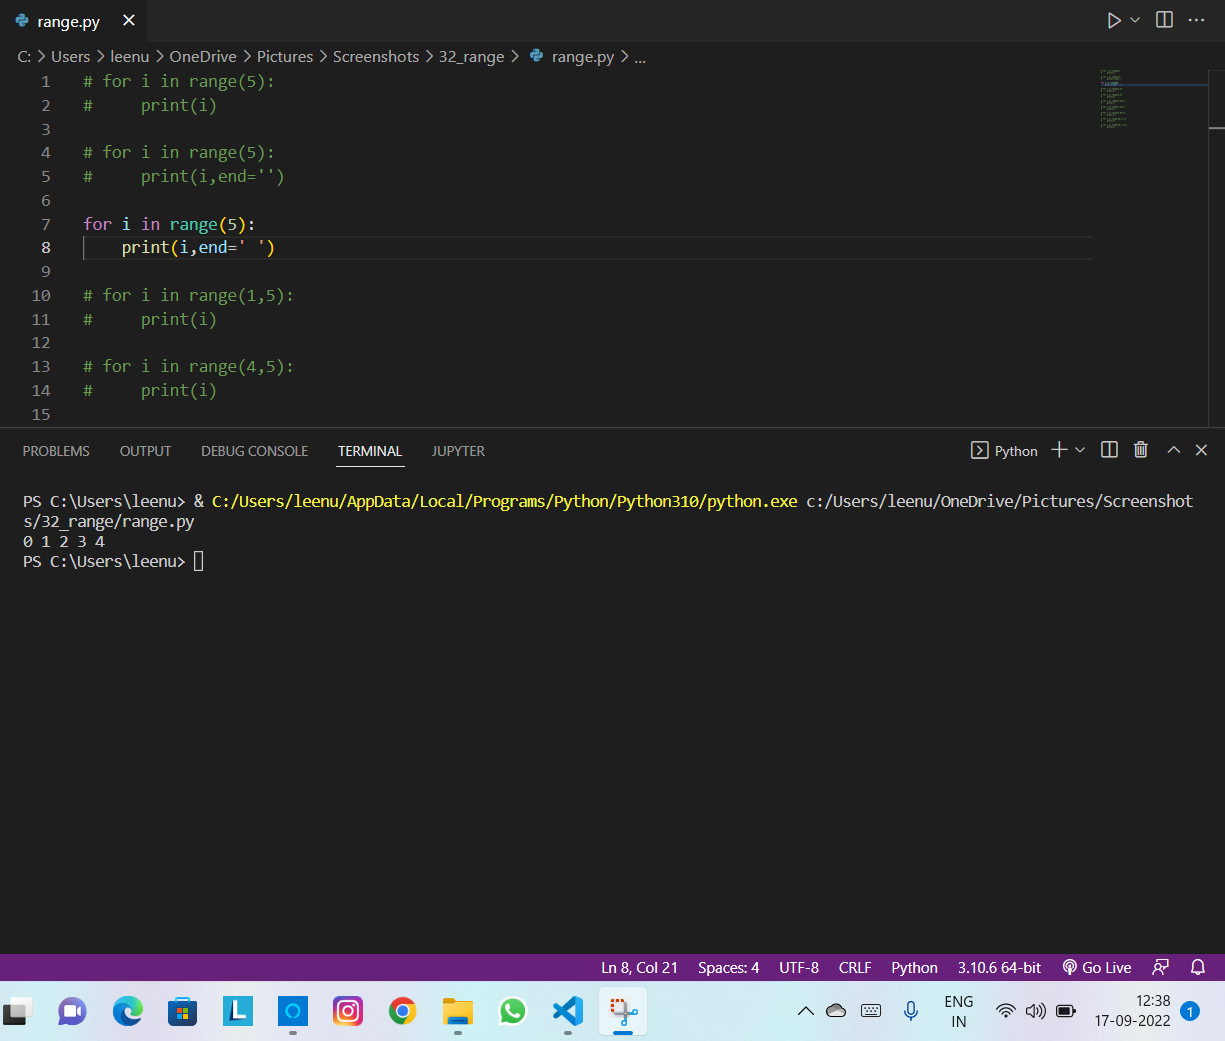 range.py
C: > Users > leenu > OneDrive > Pictures > Screenshots > 32_range > range.py > ...
1 # for i in range(5):
2 #     print(i)
3
4 # for i in range(5):
5 #     print(i,end='')
6
7 for i in range(5):
8     print(i,end=' ')
9
10 # for i in range(1,5):
11 #     print(i)
12
13 # for i in range(4,5):
14 #     print(i)
15
PROBLEMS OUTPUT DEBUG CONSOLE TERMINAL JUPYTER Python
PS C:\Users\leenu> & C:/Users/leenu/AppData/Local/Programs/Python/Python310/python.exe c:/Users/leenu/OneDrive/Pictures/Screenshot
s/32_range/range.py
0 1 2 3 4
PS C:\Users\leenu>
Ln 8, Col 21 Spaces: 4 UTF-8 CRLF Python 3.10.6 64-bit Go Live
L
ENG
IN
12:38
17-09-2022
1